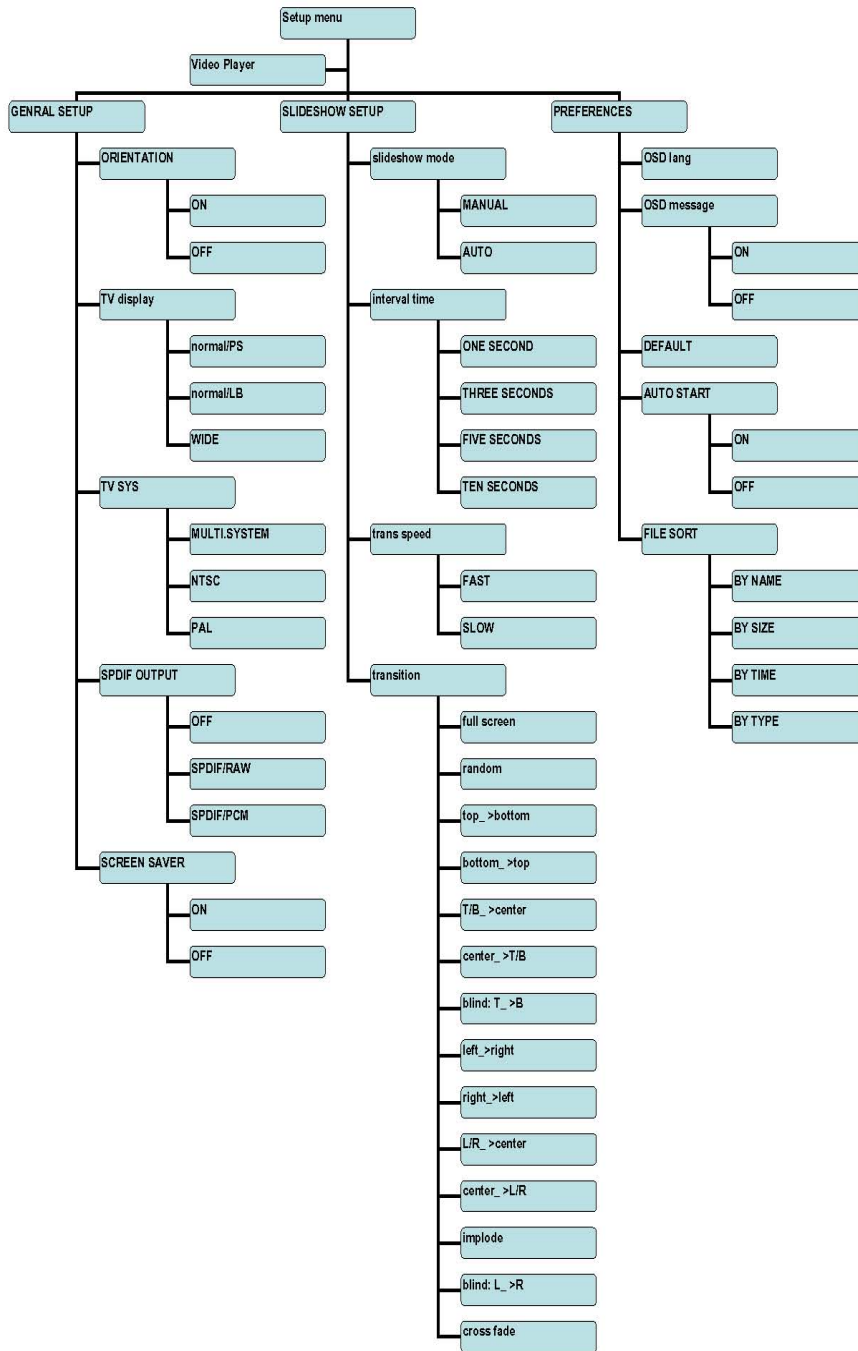 Setup menu
Video Player
GENRAL SETUP
ORIENTATION
ON
OFF
TV display
normal/PS
normal/LB
WIDE
TV SYS
MULTI.SYSTEM
NTSC
PAL
SPDIF OUTPUT
OFF
SPDIF/RAW
SPDIF/PCM
SCREEN SAVER
ON
OFF
SLIDESHOW SETUP
slideshow mode
MANUAL
AUTO
interval time
ONE SECOND
THREE SECONDS
FIVE SECONDS
TEN SECONDS
trans speed
FAST
SLOW
transition
full screen
random
top_ >bottom
bottom_ >top
T/B_ >center
center_ >T/B
blind: T_ >B
left_>right
right_>left
L/R_ >center
center_ >L/R
implode
blind: L_ >R
cross fade
PREFERENCES
OSD lang
OSD message
ON
OFF
DEFAULT
AUTO START
ON
OFF
FILE SORT
BY NAME
BY SIZE
BY TIME
BY TYPE